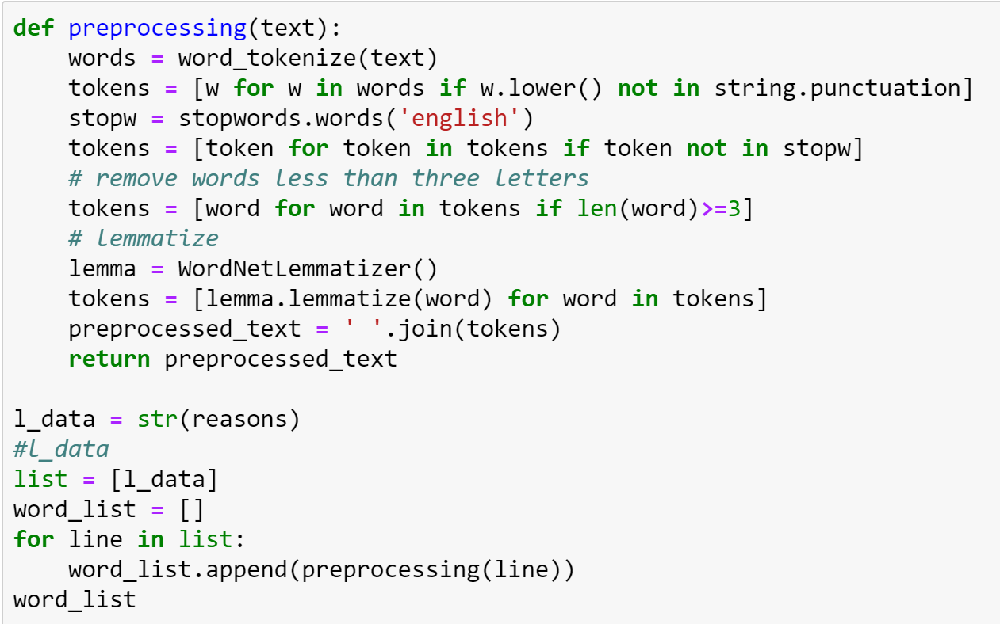 def preprocessing(text):
    words = word_tokenize(text)
    tokens = [w for w in words if w.lower() not in string.punctuation]
    stopw = stopwords.words('english')
    tokens = [token for token in tokens if token not in stopw]
    # remove words less than three letters
    tokens = [word for word in tokens if len(word)>=3]
    # lemmatize
    lemma = WordNetLemmatizer()
    tokens = [lemma.lemmatize(word) for word in tokens]
    preprocessed_text = ' '.join(tokens)
    return preprocessed_text

l_data = str(reasons)
#l_data
list = [l_data]
word_list = []
for line in list:
    word_list.append(preprocessing(line))
word_list